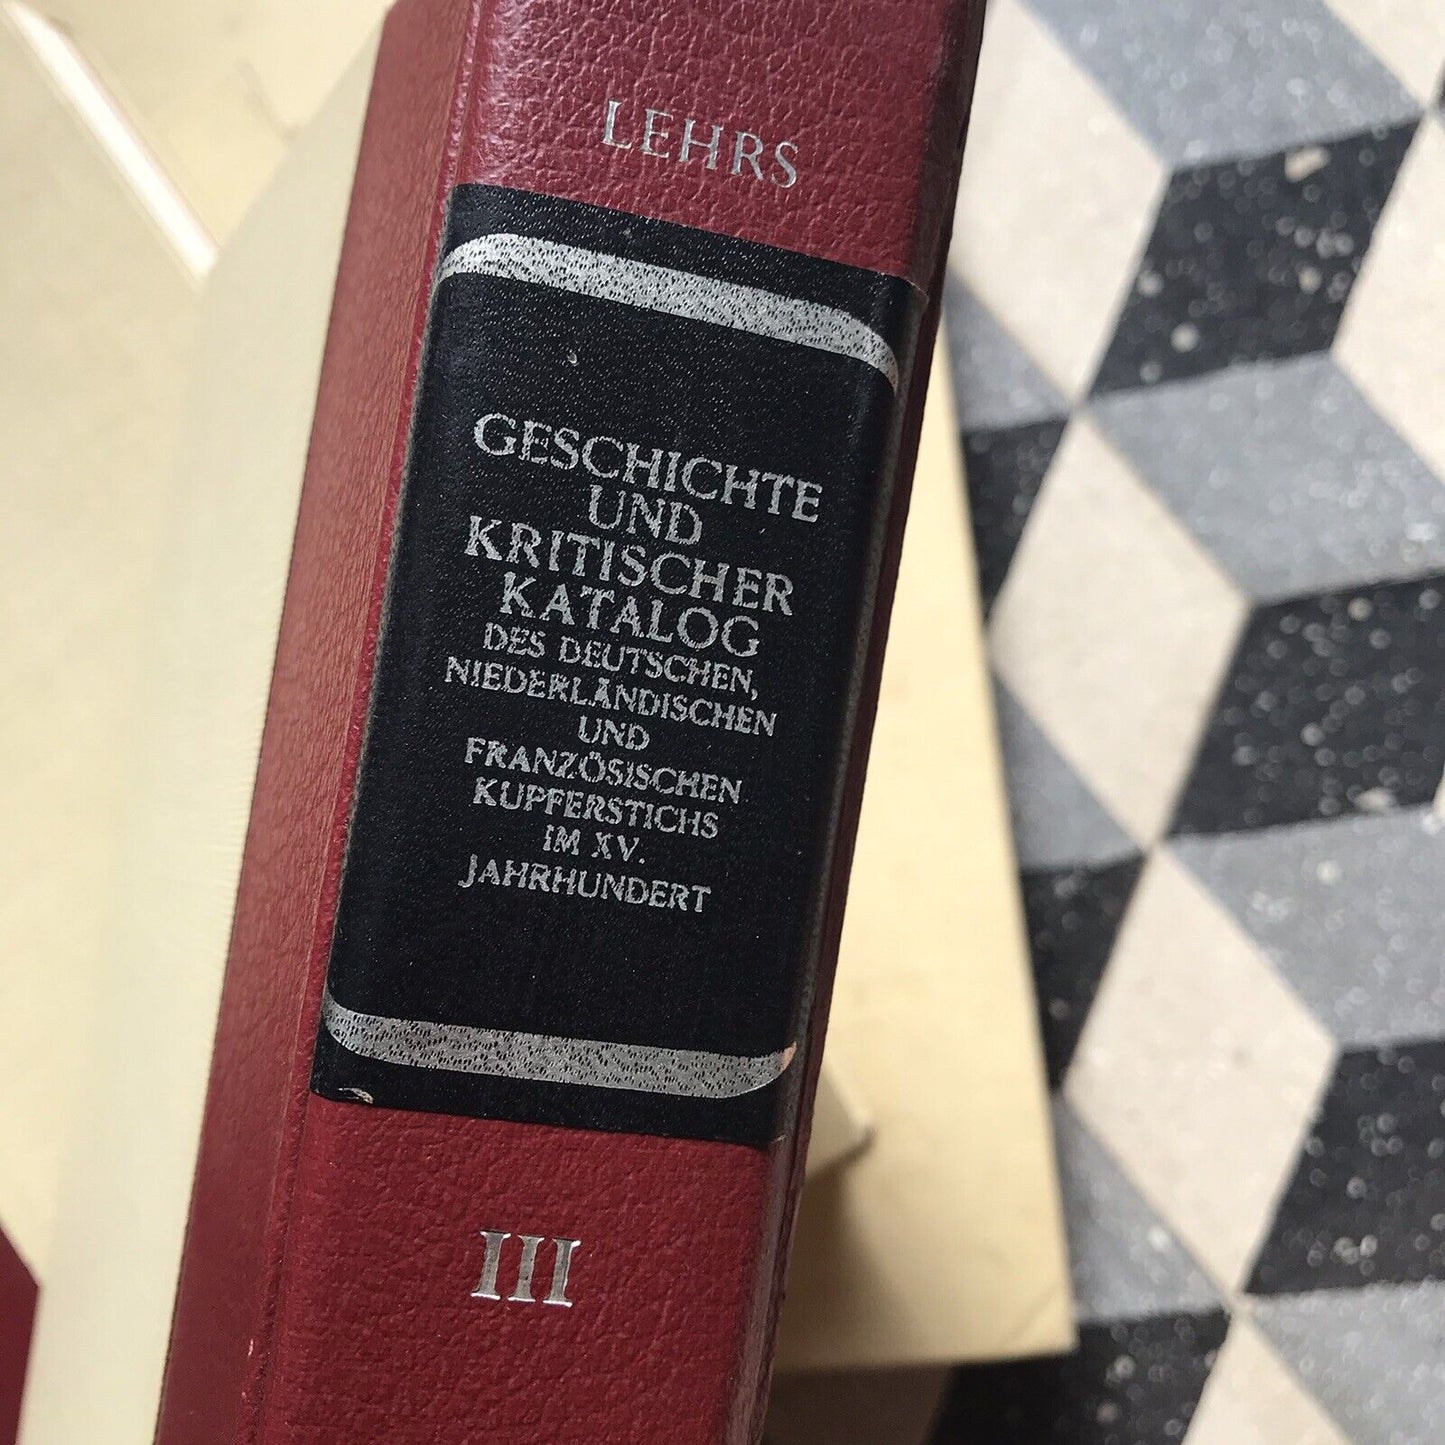 LEHRS
GESCHICHTE
UND
KRITISCHER
KATALOG
DES DEUTSCHEN,
NIEDERLÄNDISCHEN
UND
FRANZÖSISCHEN
KUPFERSTICHS
IM XV.
JAHRHUNDERT
III